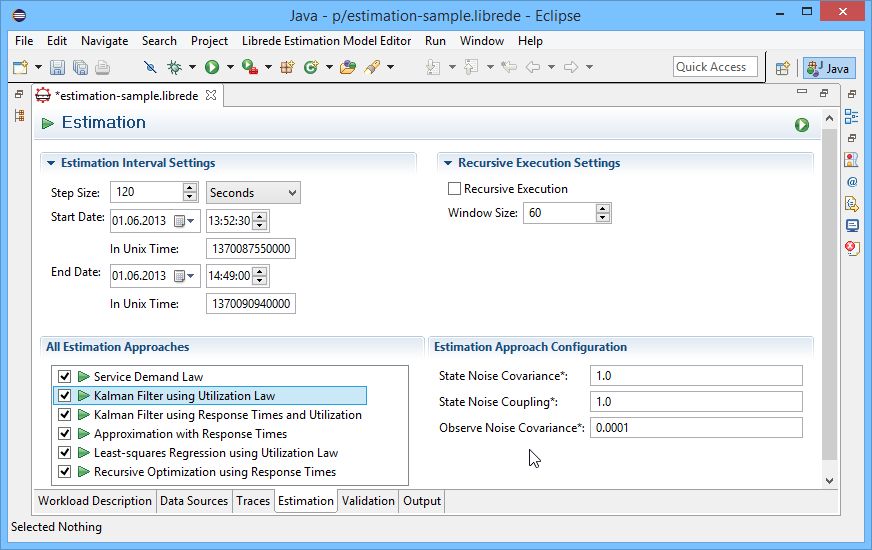 Java - p/estimation-sample.librede - Eclipse
File Edit Navigate Search Project Librede Estimation Model Editor Run Window Help
Quick Access Java
*estimation-sample.librede
Estimation
Estimation Interval Settings
Step Size: 120 Seconds
Start Date: 01.06.2013 13:52:30
In Unix Time: 1370087550000
End Date: 01.06.2013 14:49:00
In Unix Time: 1370090940000
Recursive Execution Settings
Recursive Execution
Window Size: 60
All Estimation Approaches
Service Demand Law
Kalman Filter using Utilization Law
Kalman Filter using Response Times and Utilization
Approximation with Response Times
Least-squares Regression using Utilization Law
Recursive Optimization using Response Times
Estimation Approach Configuration
State Noise Covariance*: 1.0
State Noise Coupling*: 1.0
Observe Noise Covariance*: 0.0001
Workload Description Data Sources Traces Estimation Validation Output
Selected Nothing